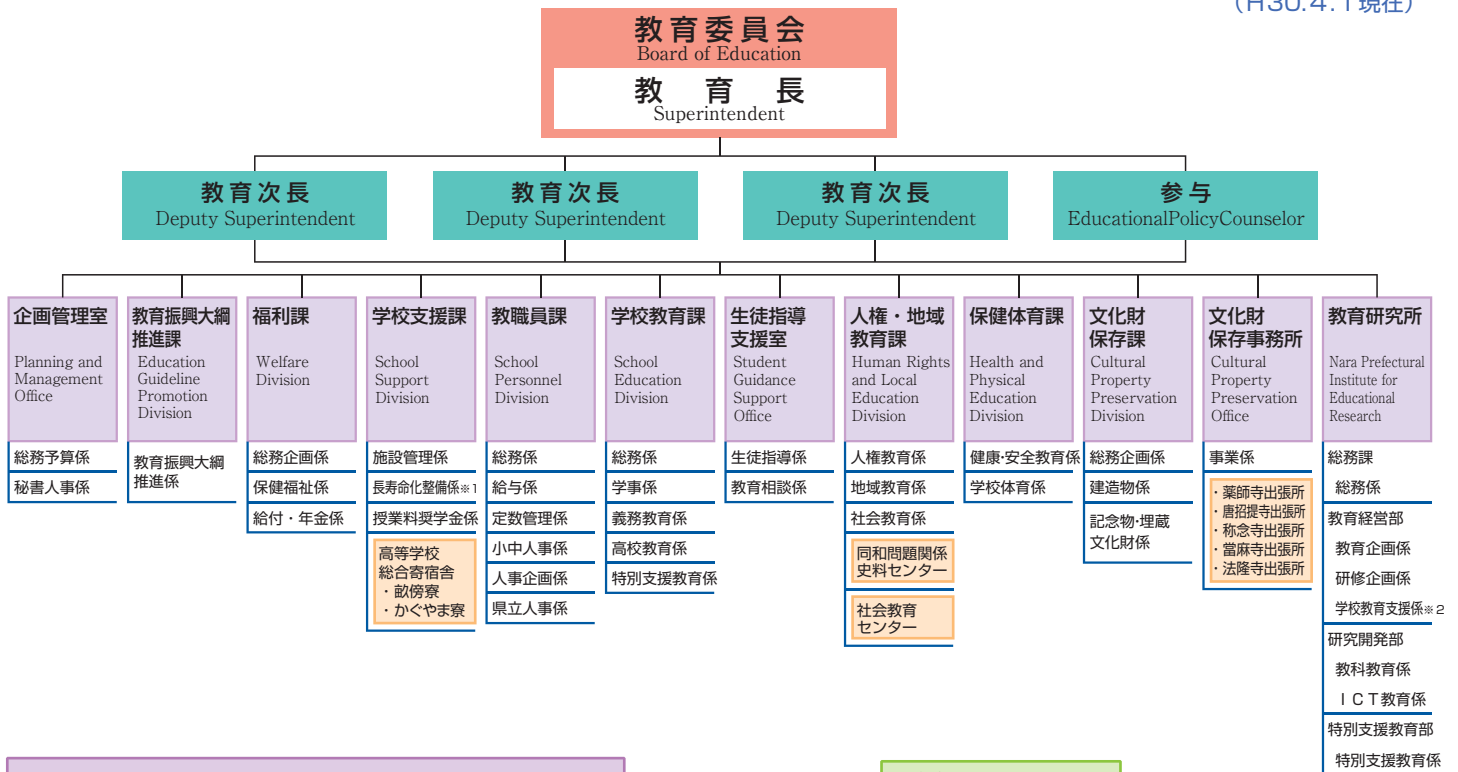 （H30.4.1現在）
教育委員会
Board of Education
教育長
Superintendent
教育次長
Deputy Superintendent
教育次長
Deputy Superintendent
教育次長
Deputy Superintendent
参与
EducationalPolicyCounselor
企画管理室
Planning and
Management
Office
総務予算係
秘書人事係
教育振興大綱
推進課
Education
Guideline
Promotion
Division
教育振興大綱
推進係
福利課
Welfare
Division
総務企画係
保健福祉係
給付・年金係
学校支援課
School
Support
Division
施設管理係
長寿命化整備係※1
授業料奨学金係
高等学校
総合寄宿舎
・畝傍寮
・かぐやま寮
教職員課
School
Personnel
Division
総務係
給与係
定数管理係
小中人事係
人事企画係
県立人事係
学校教育課
School
Education
Division
総務係
学事係
義務教育係
高校教育係
特別支援教育係
生徒指導
支援室
Student
Guidance
Support
Office
生徒指導係
教育相談係
人権・地域
教育課
Human Rights
and Local
Education
Division
人権教育係
地域教育係
社会教育係
同和問題関係
史料センター
社会教育
センター
保健体育課
Health and
Physical
Education
Division
健康・安全教育係
学校体育係
文化財
保存課
Cultural
Property
Preservation
Division
総務企画係
建造物係
記念物・埋蔵
文化財係
文化財
保存事務所
Cultural
Property
Preservation
Office
事業係
・薬師寺出張所
・唐招提寺出張所
・称念寺出張所
・當麻寺出張所
・法隆寺出張所
教育研究所
Nara Prefectural
Institute for
Educational
Research
総務課
総務係
教育経営部
教育企画係
研修企画係
学校教育支援係※2
研究開発部
教科教育係
ICT教育係
特別支援教育部
特別支援教育係